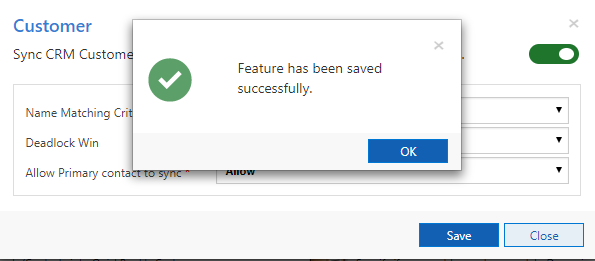 Customer
Sync CRM Custome
Feature has been saved
successfully.
Name Matching Crit
Deadlock Win
Allow Primary contact to sync *
Allow
OK
Save
Close